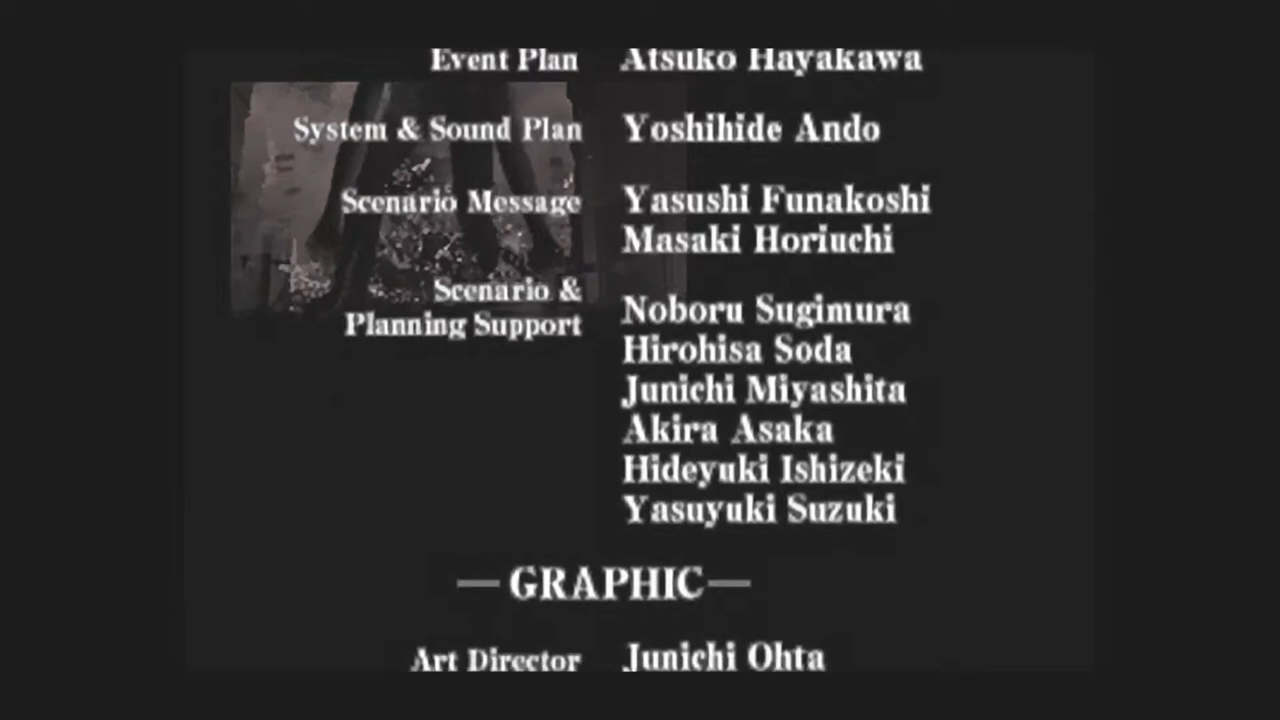 Event Plan Atsuko Hayakawa
System & Sound Plan Yoshihide Ando
Scenario Message Yasushi Funakoshi
Masaki Horiuchi
Scenario &
Planning Support Noboru Sugimura
Hirohisa Soda
Junichi Miyashita
Akira Asaka
Hideyuki Ishizeki
Yasuyuki Suzuki
— GRAPHIC —
Art Director Junichi Ohta